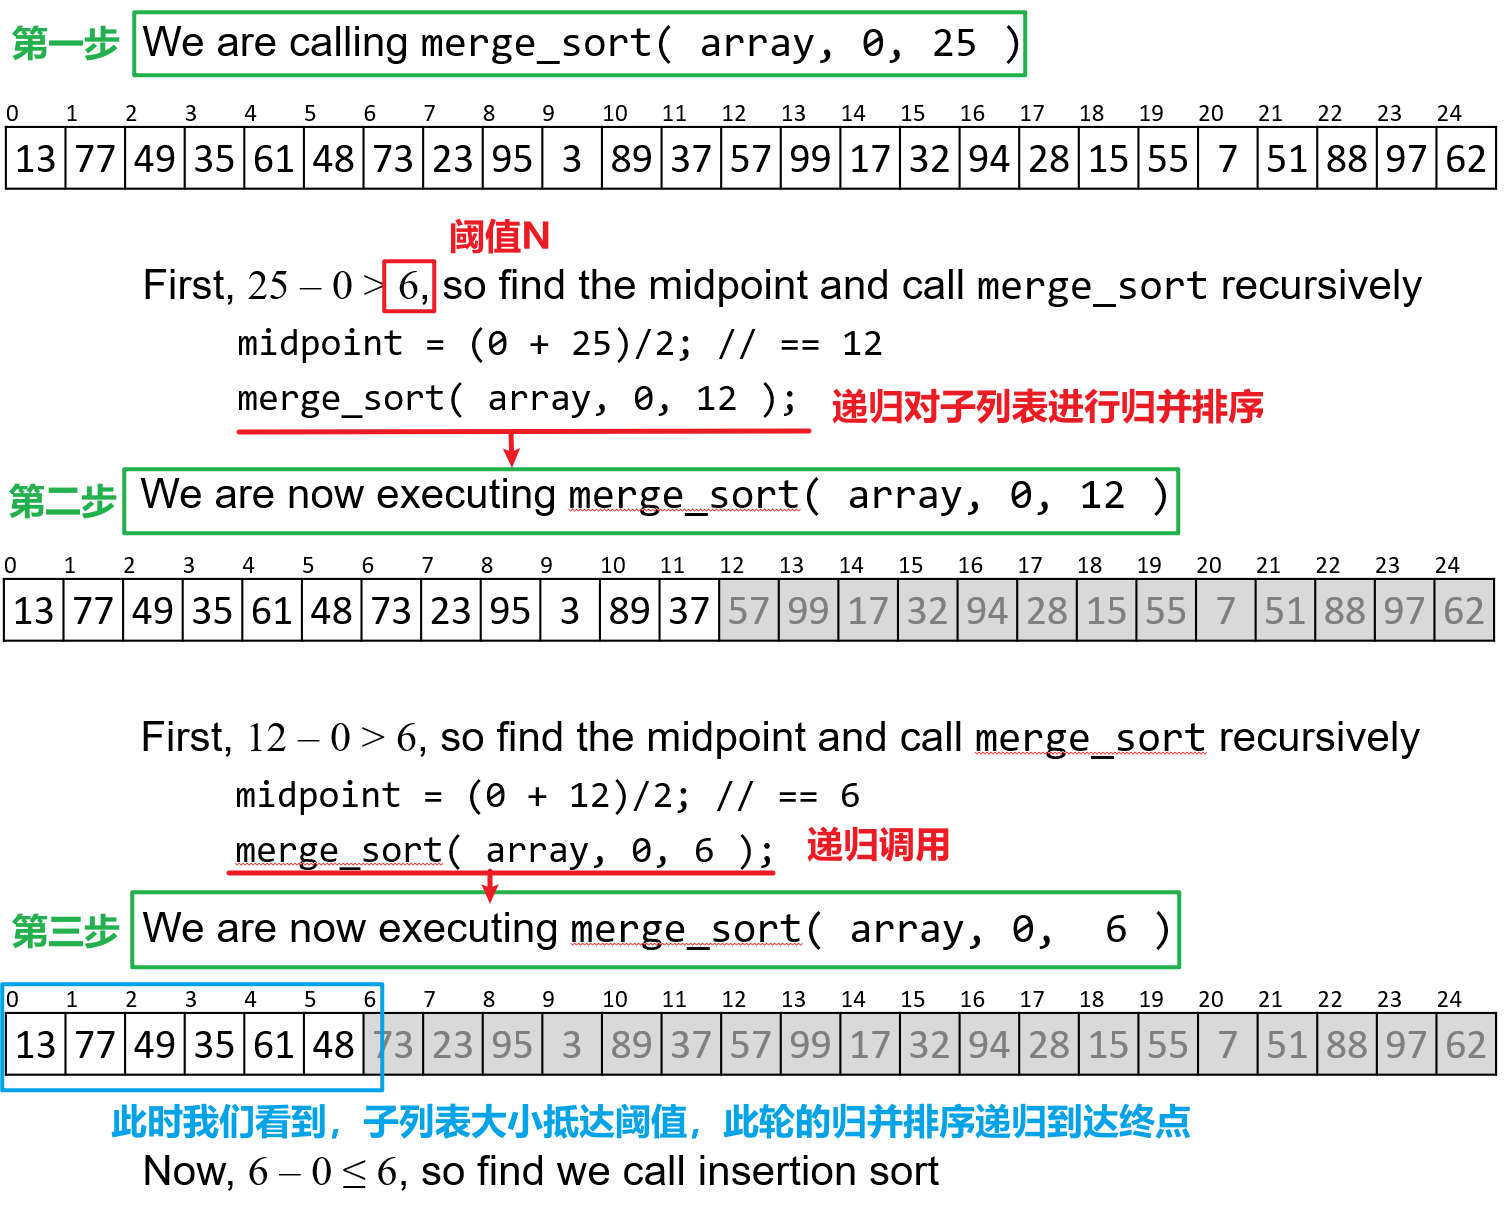 第一步 We are calling merge_sort( array, 0, 25 )
0 1 2 3 4 5 6 7 8 9 10 11 12 13 14 15 16 17 18 19 20 21 22 23 24
13 77 49 35 61 48 73 23 95 3 89 37 57 99 17 32 94 28 15 55 7 51 88 97 62
阈值N
First, 25 – 0 > 6, so find the midpoint and call merge_sort recursively
midpoint = (0 + 25)/2; // == 12
merge_sort( array, 0, 12 ); 递归对子列表进行归并排序
第二步 We are now executing merge_sort( array, 0, 12 )
0 1 2 3 4 5 6 7 8 9 10 11 12 13 14 15 16 17 18 19 20 21 22 23 24
13 77 49 35 61 48 73 23 95 3 89 37 57 99 17 32 94 28 15 55 7 51 88 97 62
First, 12 – 0 > 6, so find the midpoint and call merge_sort recursively
midpoint = (0 + 12)/2; // == 6
merge_sort( array, 0, 6 ); 递归调用
第三步 We are now executing merge_sort( array, 0, 6 )
0 1 2 3 4 5 6 7 8 9 10 11 12 13 14 15 16 17 18 19 20 21 22 23 24
13 77 49 35 61 48 73 23 95 3 89 37 57 99 17 32 94 28 15 55 7 51 88 97 62
此时我们看到，子列表大小抵达阈值，此轮的归并排序递归到达终点
Now, 6 – 0 ≤ 6, so find we call insertion sort